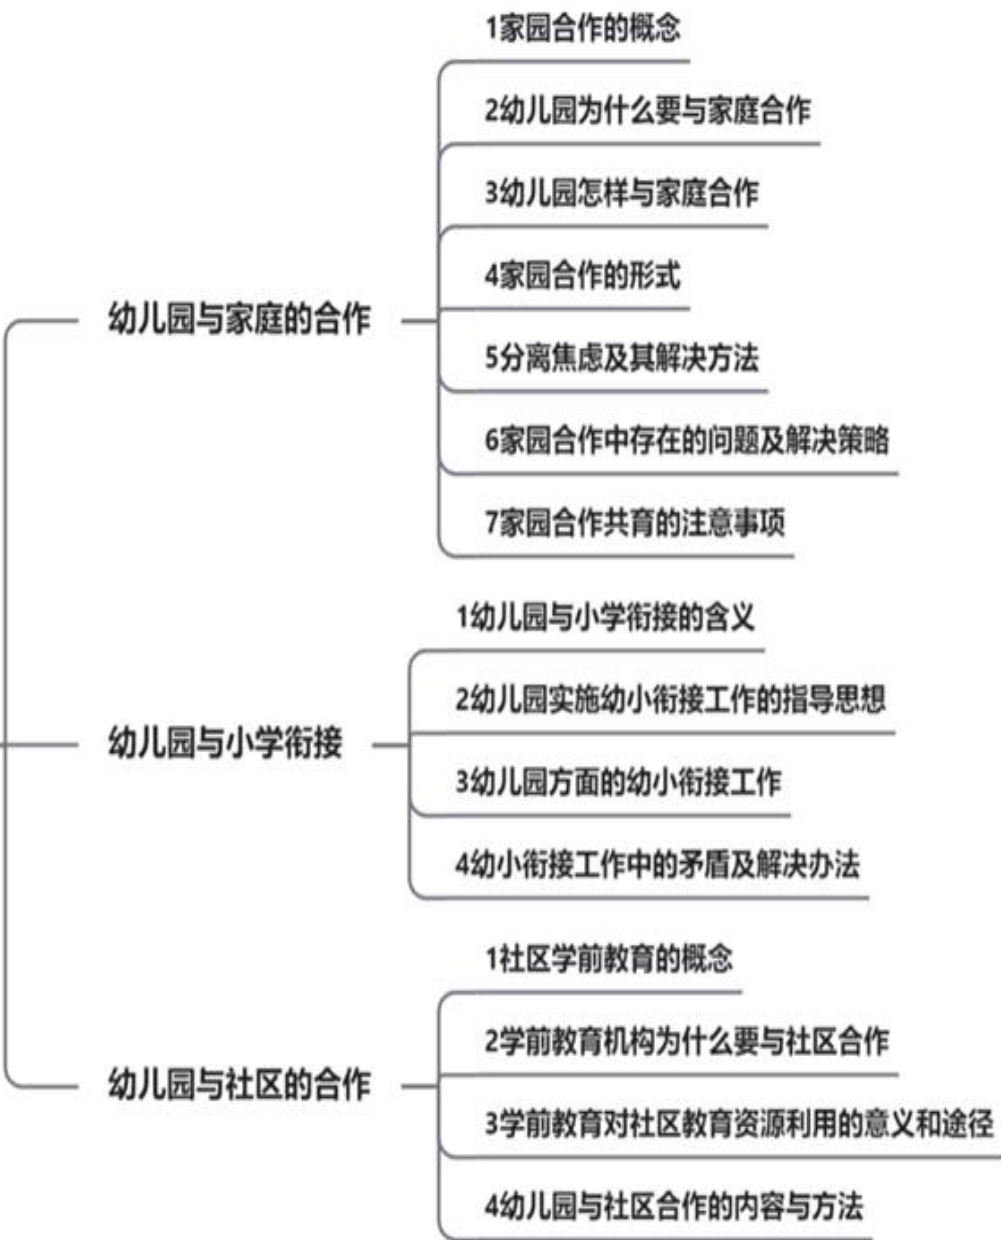 幼儿园与家庭的合作
1家园合作的概念
2幼儿园为什么要与家庭合作
3幼儿园怎样与家庭合作
4家园合作的形式
5分离焦虑及其解决方法
6家园合作中存在的问题及解决策略
7家园合作共育的注意事项
幼儿园与小学衔接
1幼儿园与小学衔接的含义
2幼儿园实施幼小衔接工作的指导思想
3幼儿园方面的幼小衔接工作
4幼小衔接工作中的矛盾及解决办法
幼儿园与社区的合作
1社区学前教育的概念
2学前教育机构为什么要与社区合作
3学前教育对社区教育资源利用的意义和途径
4幼儿园与社区合作的内容与方法